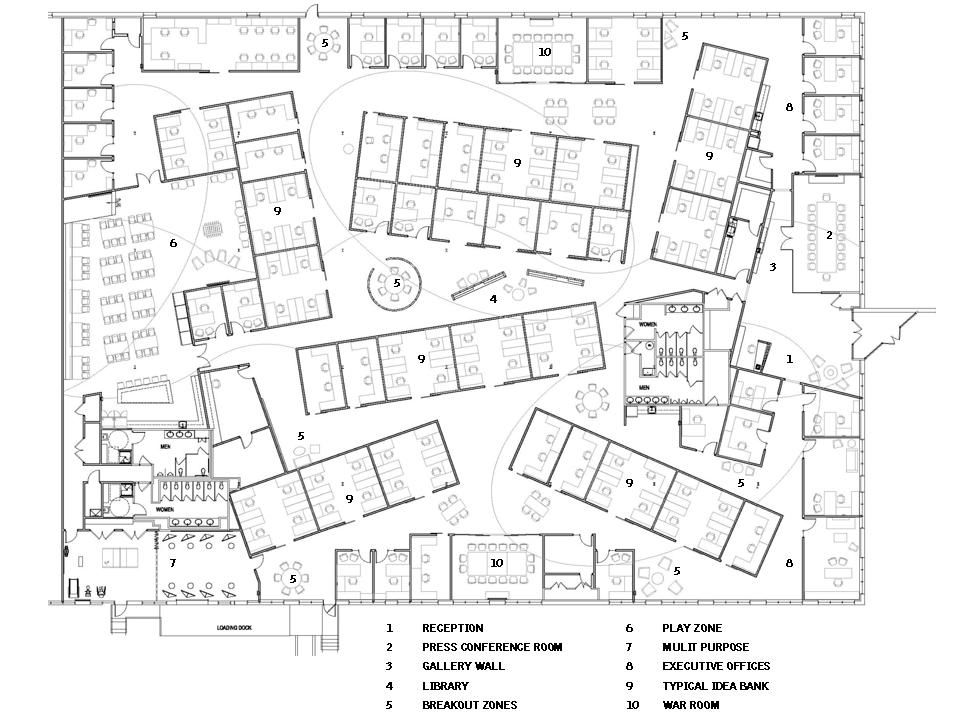 5
10
5
8
9
9
9
6
2
3
5
4
WOMEN
9
1
MEN
5
MEN
9
9
5
WOMEN
7
5
10
5
8
LOADING DOCK
1 RECEPTION
2 PRESS CONFERENCE ROOM
3 GALLERY WALL
4 LIBRARY
5 BREAKOUT ZONES
6 PLAY ZONE
7 MULIT PURPOSE
8 EXECUTIVE OFFICES
9 TYPICAL IDEA BANK
10 WAR ROOM